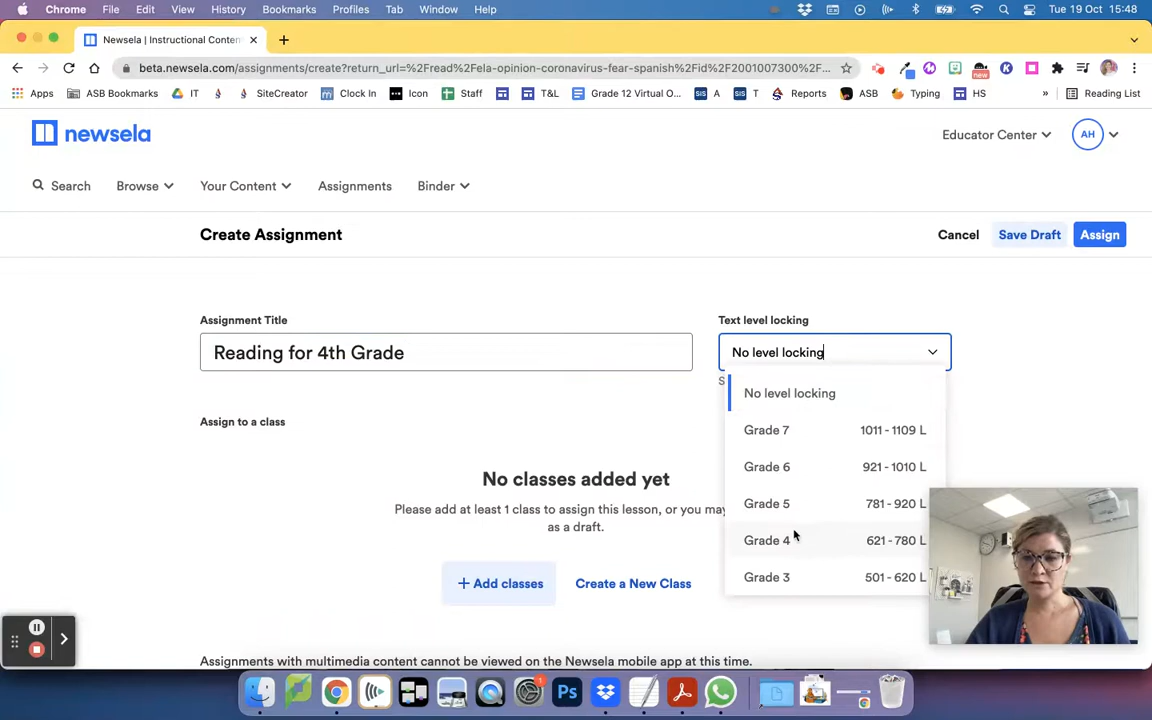 Chrome File Edit View History Bookmarks Profiles Tab Window Help Tue 19 Oct 15:48
Newsela | Instructional Conten
beta.newsela.com/assignments/create?return_url=%2Fread%2Fela-opinion-coronavirus-fear-spanish%2Fid%2F2001007300%2F...
new
Apps ASB Bookmarks IT SiteCreator Clock In Icon Staff T&L Grade 12 Virtual O... SIS A SIS T Reports ASB Typing HS » Reading List
newsela
Educator Center AH
Search Browse Your Content Assignments Binder
Create Assignment
Cancel Save Draft Assign
Assignment Title
Text level locking
Reading for 4th Grade
No level locking
S
No level locking
Grade 7 1011 - 1109 L
Grade 6 921 - 1010 L
Grade 5 781 - 920 L
Grade 4 621 - 780 L
Grade 3 501 - 620 L
Assign to a class
No classes added yet
Please add at least 1 class to assign this lesson, or you may
as a draft.
+ Add classes Create a New Class
Assignments with multimedia content cannot be viewed on the Newsela mobile app at this time.
1
Ps